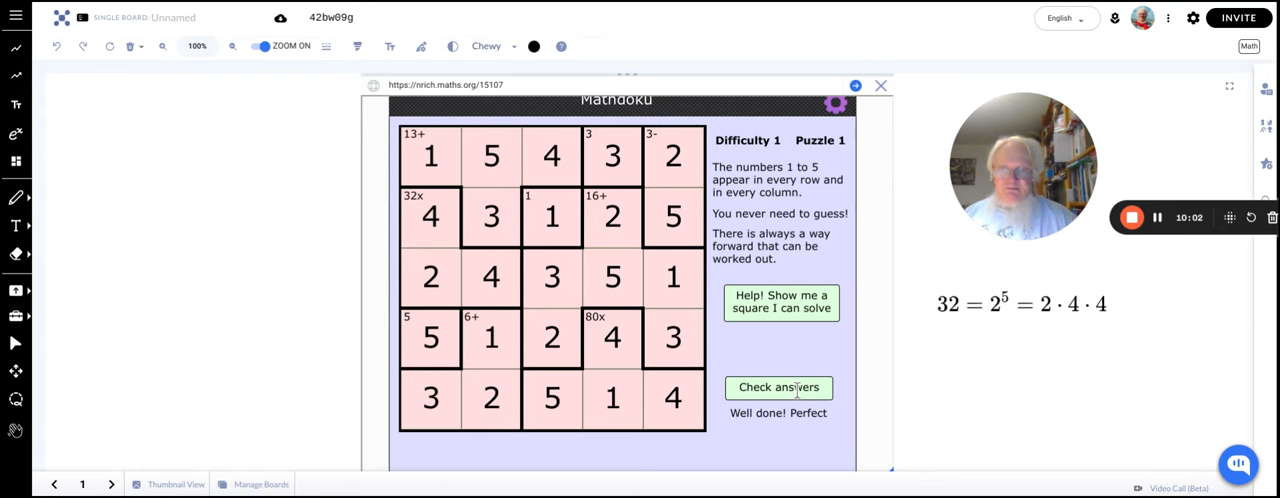 SINGLE BOARD: Unnamed
42bw09g
English
INVITE
100%
ZOOM ON
Tr
Chewy
Math
https://nrich.maths.org/15107
Mathdoku
13+ 1 5 4 3 3 3- 2
32x 4 3 1 1 16+ 2 5
2 4 3 5 1
5 5 6+ 1 2 80x 4 3
3 2 5 1 4
Difficulty 1 Puzzle 1
The numbers 1 to 5
appear in every row and
in every column.
You never need to guess!
There is always a way
forward that can be
worked out.
Help! Show me a
square I can solve
Check answers
Well done! Perfect
10:02
32 = 2⁵ = 2 · 4 · 4
Tт
eˣ
T
1
Thumbnail View
Manage Boards
Video Call (Beta)